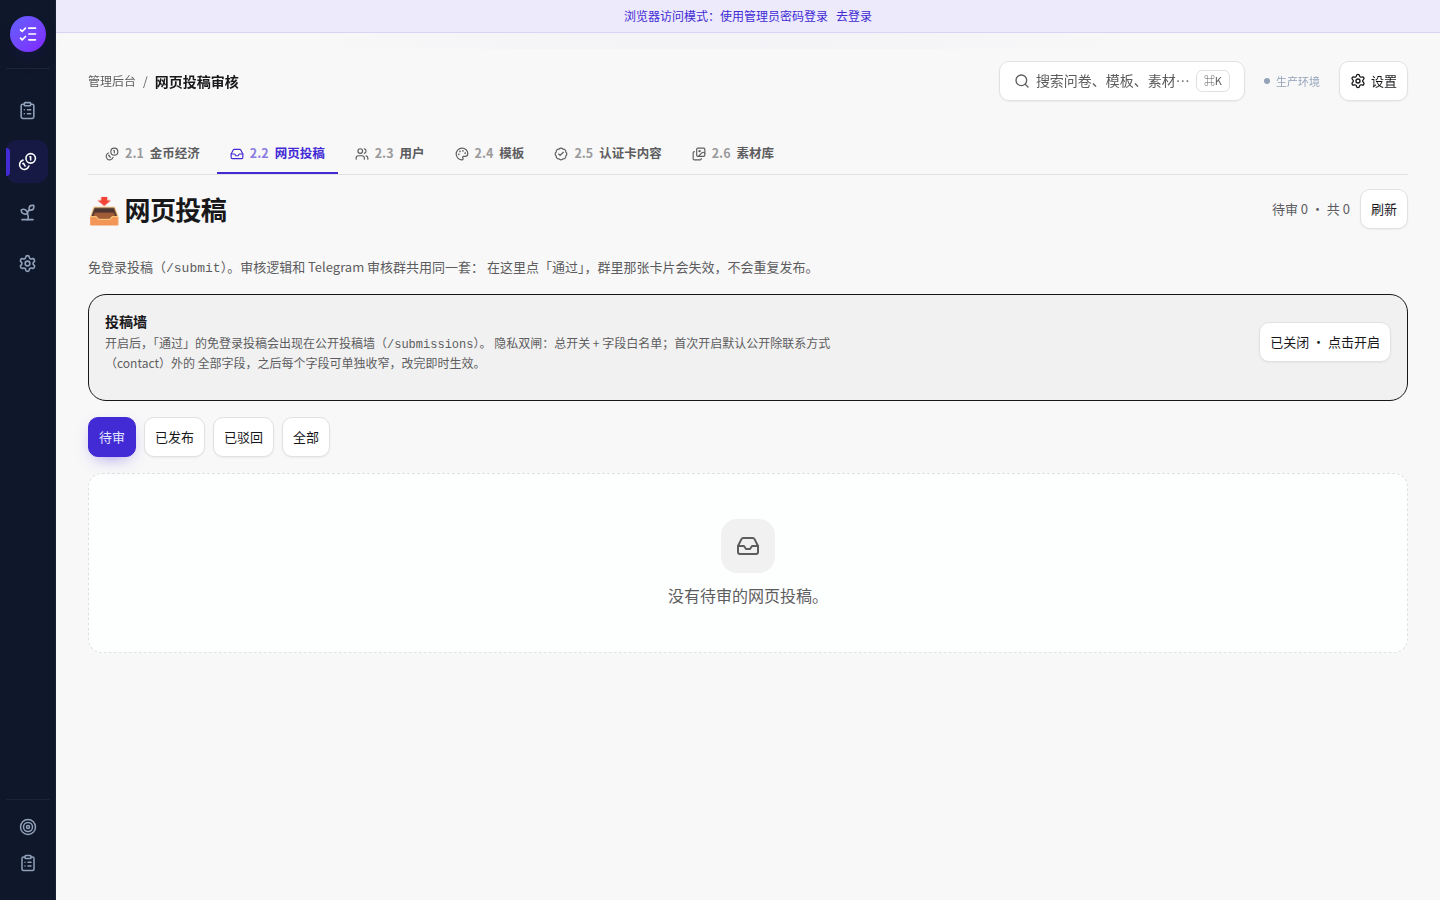 浏览器访问模式：使用管理员密码登录 去登录
管理后台 / 网页投稿审核
搜索问卷、模板、素材… ⌘K
生产环境
设置
2.1 金币经济
2.2 网页投稿
2.3 用户
2.4 模板
2.5 认证卡内容
2.6 素材库
📥 网页投稿
待审 0 · 共 0
刷新
免登录投稿（/submit）。审核逻辑和 Telegram 审核群共用同一套： 在这里点「通过」，群里那张卡片会失效，不会重复发布。
投稿墙
开启后，「通过」的免登录投稿会出现在公开投稿墙（/submissions）。 隐私双闸：总开关 + 字段白名单；首次开启默认公开除联系方式
（contact）外的 全部字段，之后每个字段可单独收窄，改完即时生效。
已关闭 · 点击开启
待审
已发布
已驳回
全部
没有待审的网页投稿。